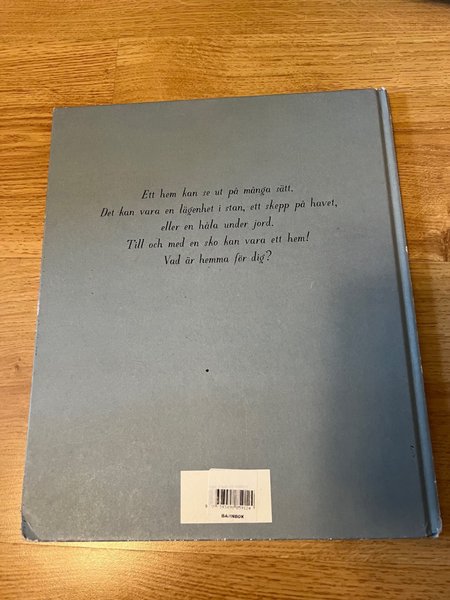 Ett hem kan se ut på många sätt.
Det kan vara en lägenhet i stan, ett skepp på havet,
eller en håla under jord.
Till och med en sko kan vara ett hem!
Vad är hemma för dig?
BARNBOX